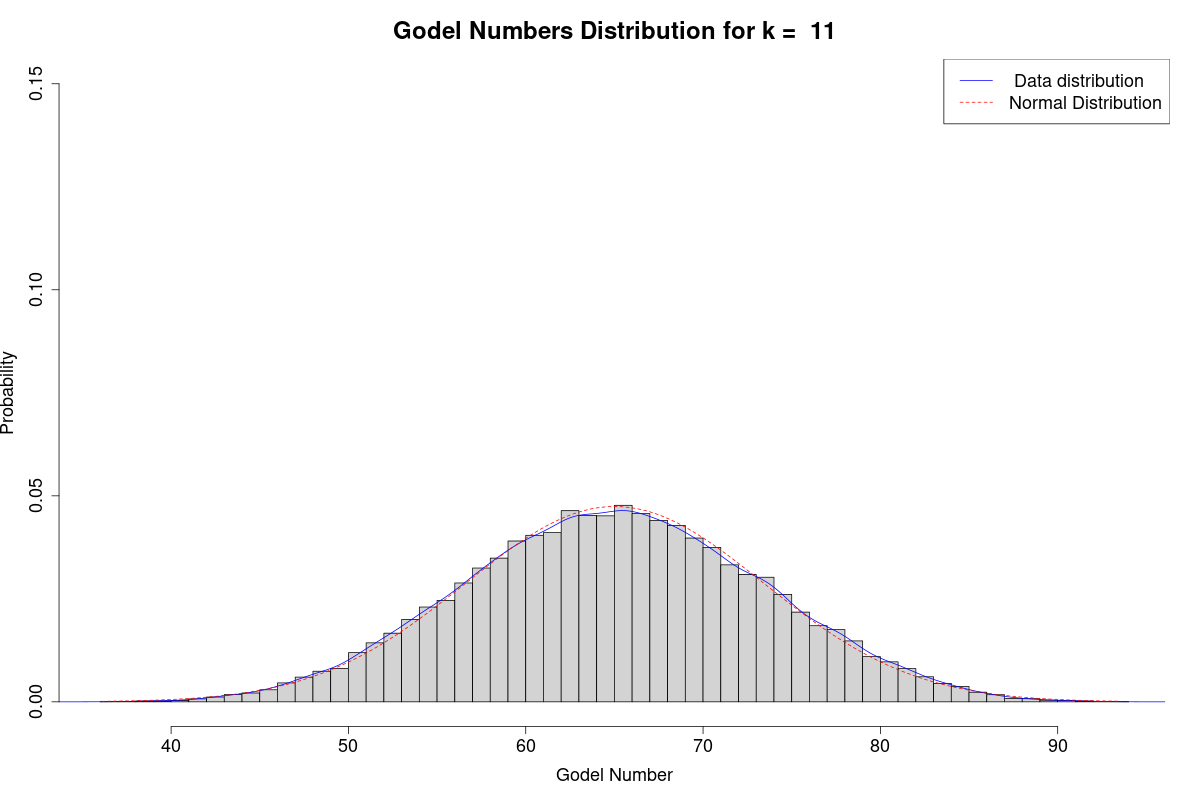 Godel Numbers Distribution for k =  11
Data distribution
Normal Distribution
0.15
0.10
0.05
0.00
Probability
40 50 60 70 80 90
Godel Number